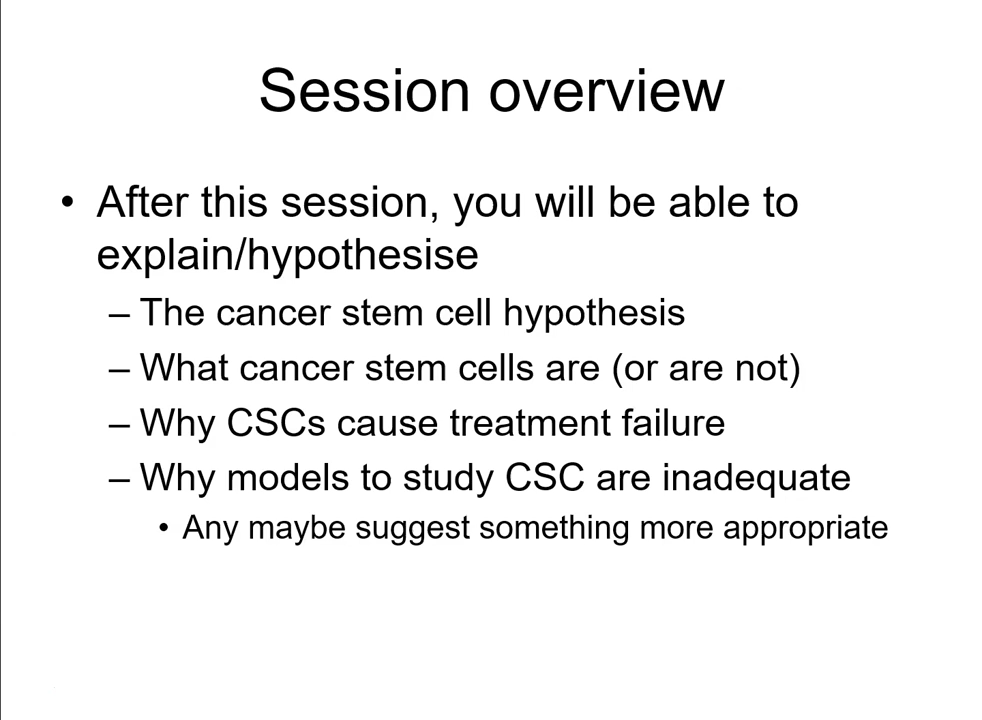 Session overview
• After this session, you will be able to
explain/hypothesise
– The cancer stem cell hypothesis
– What cancer stem cells are (or are not)
– Why CSCs cause treatment failure
– Why models to study CSC are inadequate
• Any maybe suggest something more appropriate